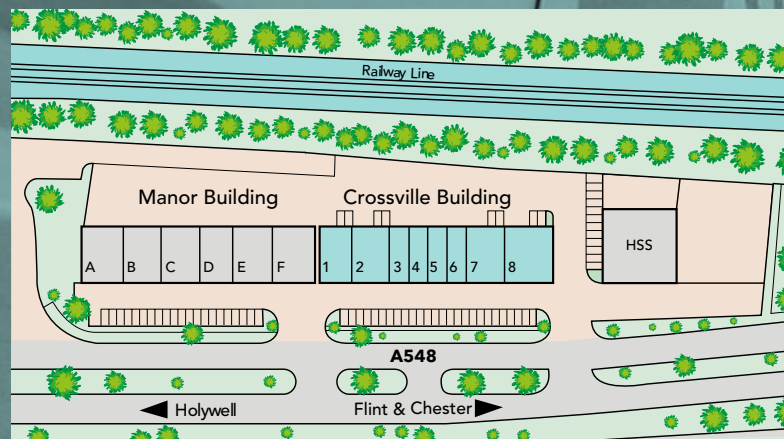 Railway Line
Manor Building
Crossville Building
HSS
A B C D E F
1 2 3 4 5 6 7 8
A548
Holywell
Flint & Chester